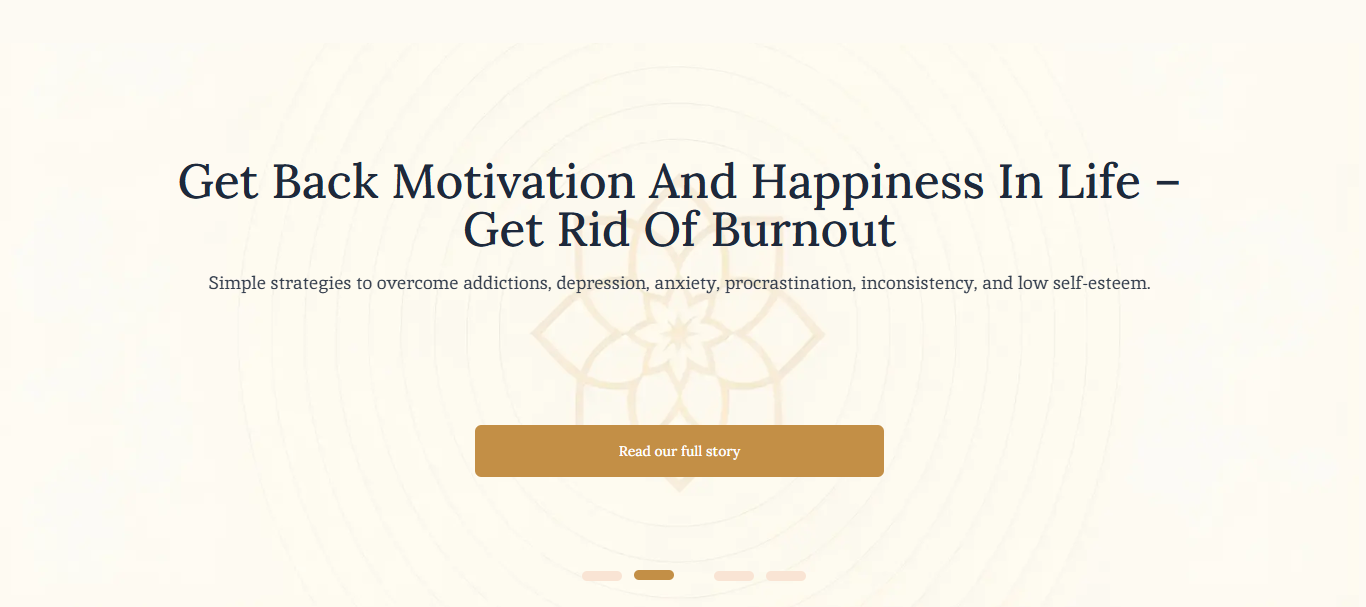 Get Back Motivation And Happiness In Life –
Get Rid Of Burnout
Simple strategies to overcome addictions, depression, anxiety, procrastination, inconsistency, and low self-esteem.
Read our full story